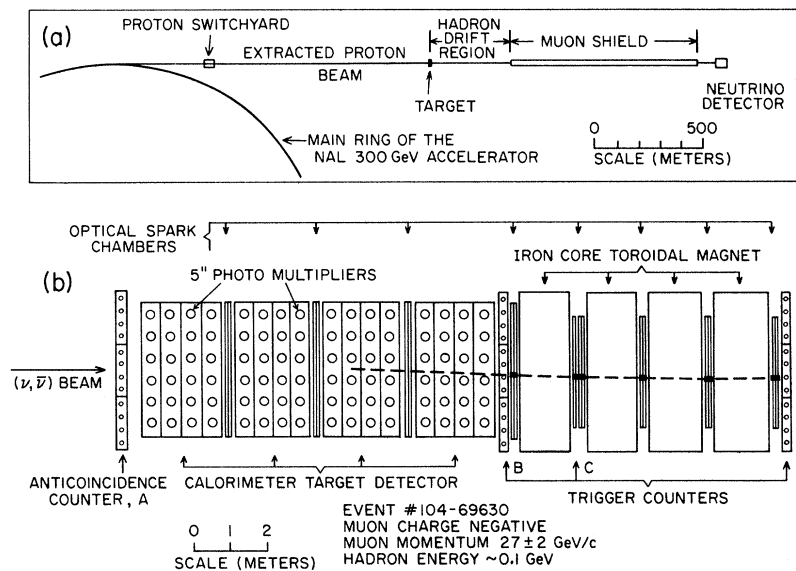 (a)
PROTON SWITCHYARD
EXTRACTED PROTON
BEAM
HADRON
DRIFT
REGION
MUON SHIELD
TARGET
NEUTRINO
DETECTOR
MAIN RING OF THE
NAL 300 GeV ACCELERATOR
0 500
SCALE (METERS)
OPTICAL SPARK
CHAMBERS
(b)
5" PHOTO MULTIPLIERS
IRON CORE TOROIDAL MAGNET
(ν, ν̄) BEAM
B
C
ANTICOINCIDENCE
COUNTER, A
CALORIMETER TARGET DETECTOR
TRIGGER COUNTERS
0 1 2
SCALE (METERS)
EVENT #104-69630
MUON CHARGE NEGATIVE
MUON MOMENTUM 27±2 GeV/c
HADRON ENERGY ~0.1 GeV